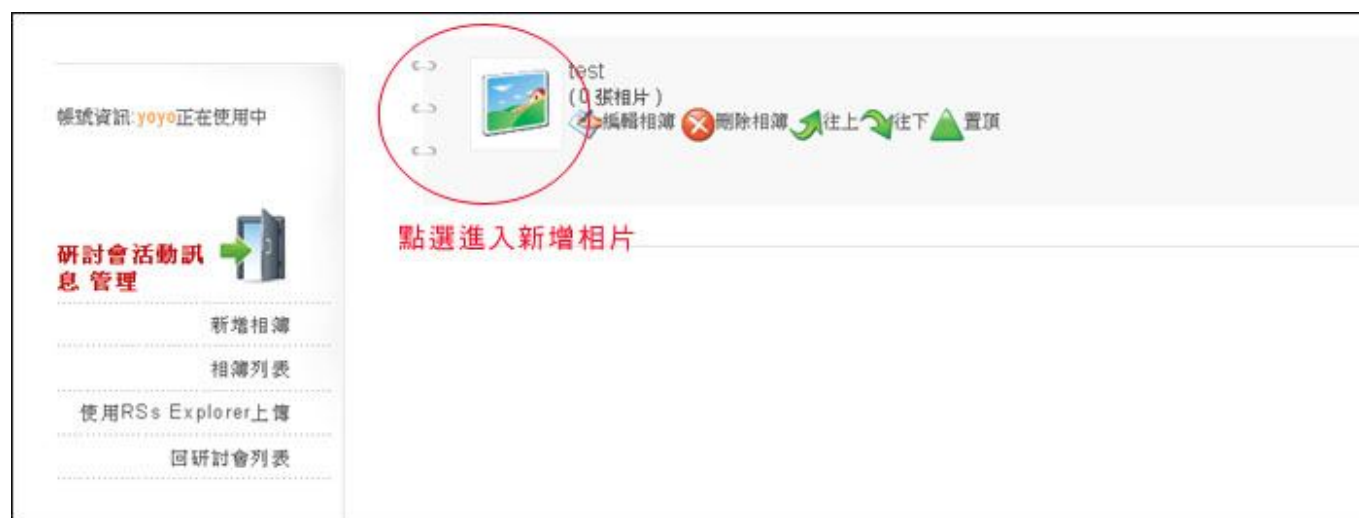 帳號資訊:yoyo正在使用中
研討會活動訊
息 管理
新增相簿
相簿列表
使用RSs Explorer上傳
回研討會列表
test
(0 張相片)
編輯相簿 刪除相簿 往上 往下 置頂
點選進入新增相片